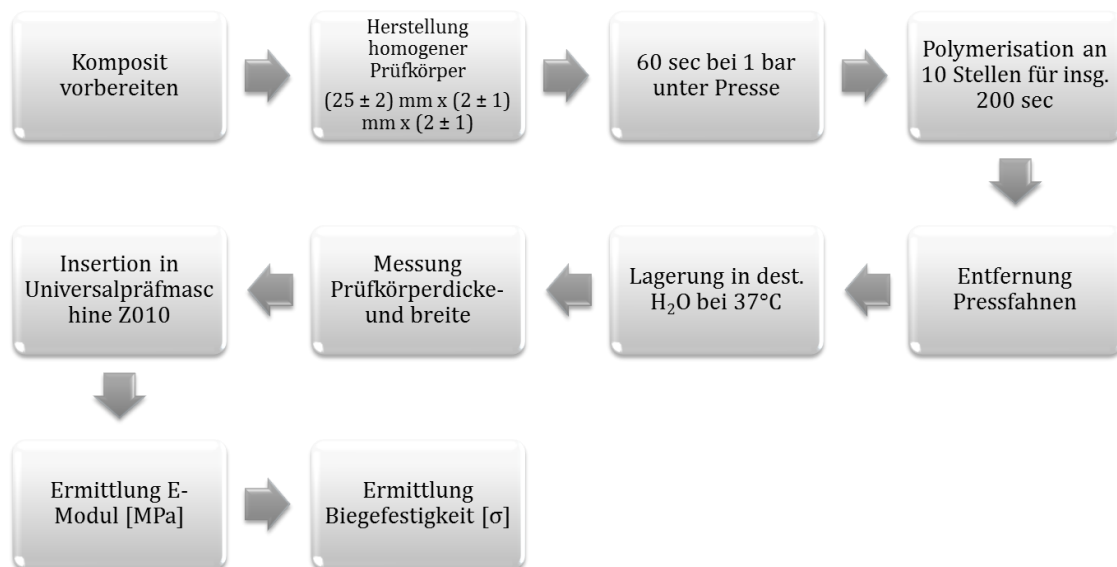 Komposit
vorbereiten
Herstellung
homogener
Prüfkörper
(25 ± 2) mm x (2 ± 1)
mm x (2 ± 1)
60 sec bei 1 bar
unter Presse
Polymerisation an
10 Stellen für insg.
200 sec
Entfernung
Pressfahnen
Lagerung in dest.
H₂O bei 37°C
Messung
Prüfkörperdicke-
und breite
Insertion in
Universalpräfmasc
hine Z010
Ermittlung E-
Modul [MPa]
Ermittlung
Biegefestigkeit [σ]